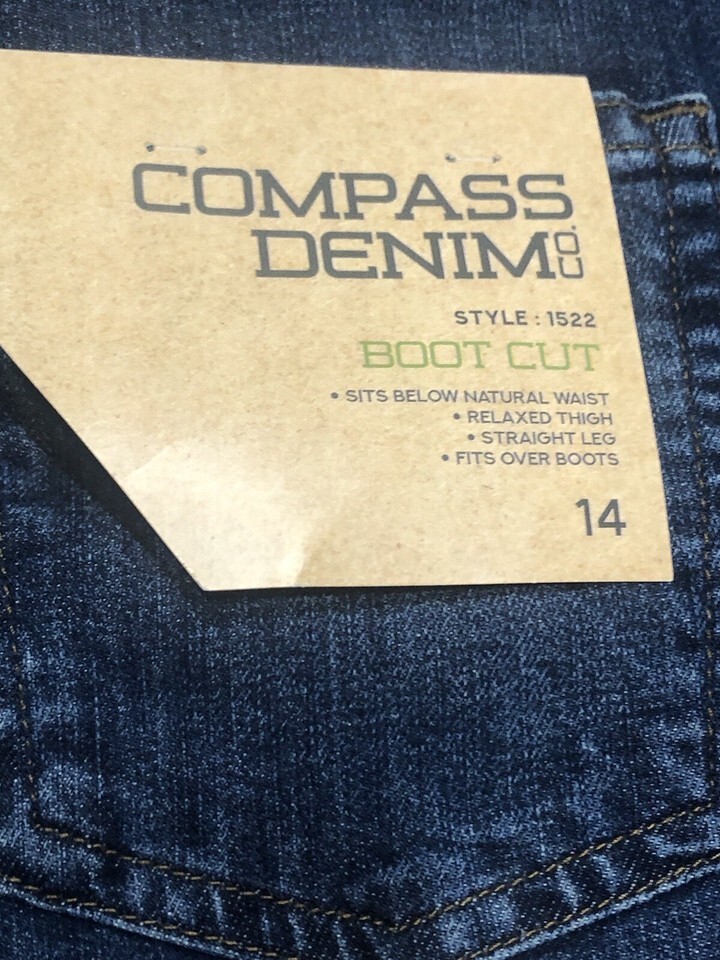 COMPASS
DENIM CO.
STYLE : 1522
BOOT CUT
• SITS BELOW NATURAL WAIST
• RELAXED THIGH
• STRAIGHT LEG
• FITS OVER BOOTS
14